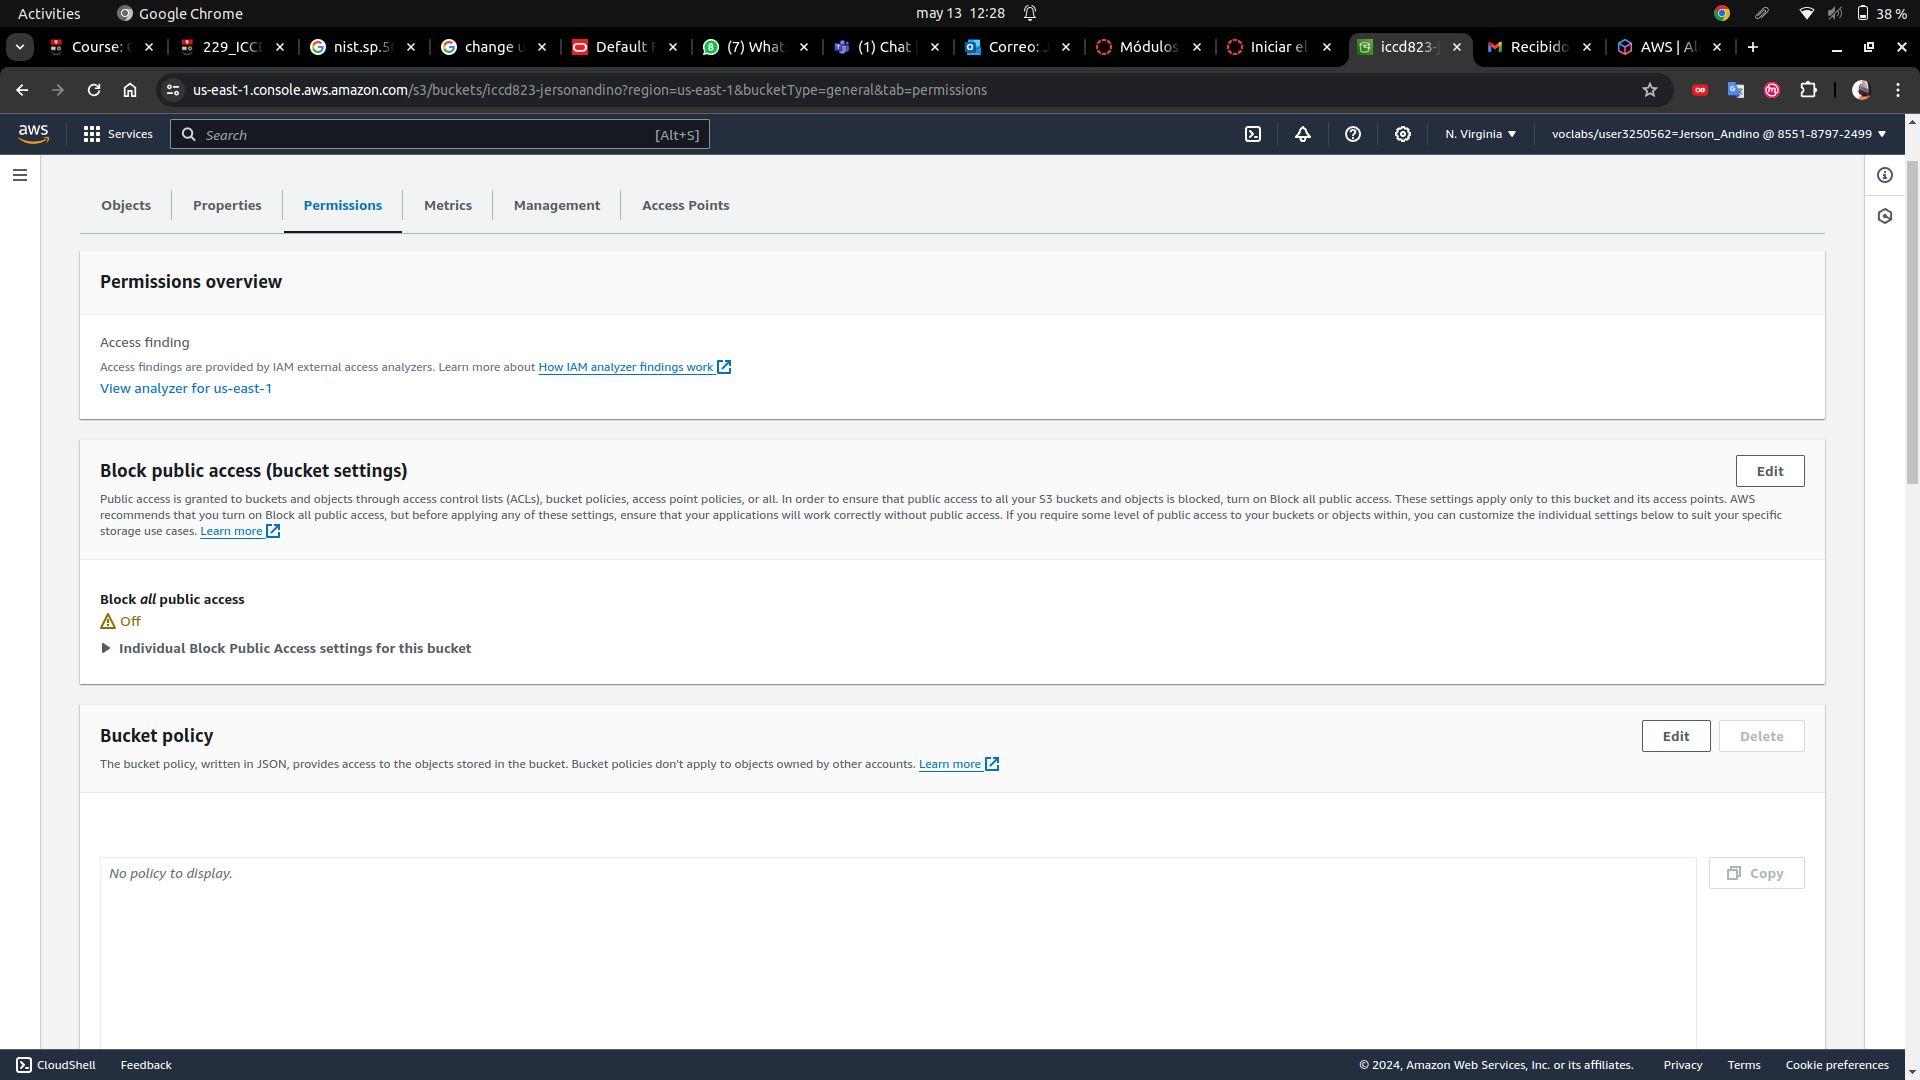 Activities
Google Chrome
may 13 12:28
38 %
Course:
229_ICC
nist.sp.5
change u
Default
(7) What
(1) Chat
Correo:
Módulos
Iniciar el
iccd823-j
Recibido
AWS | Al
us-east-1.console.aws.amazon.com/s3/buckets/iccd823-jersonandino?region=us-east-1&bucketType=general&tab=permissions
aws
Services
Search
[Alt+S]
N. Virginia
voclabs/user3250562=Jerson_Andino @ 8551-8797-2499
Objects
Properties
Permissions
Metrics
Management
Access Points
Permissions overview
Access finding
Access findings are provided by IAM external access analyzers. Learn more about How IAM analyzer findings work
View analyzer for us-east-1
Block public access (bucket settings)
Edit
Public access is granted to buckets and objects through access control lists (ACLs), bucket policies, access point policies, or all. In order to ensure that public access to all your S3 buckets and objects is blocked, turn on Block all public access. These settings apply only to this bucket and its access points. AWS
recommends that you turn on Block all public access, but before applying any of these settings, ensure that your applications will work correctly without public access. If you require some level of public access to your buckets or objects within, you can customize the individual settings below to suit your specific
storage use cases. Learn more
Block all public access
Off
Individual Block Public Access settings for this bucket
Bucket policy
Edit
Delete
The bucket policy, written in JSON, provides access to the objects stored in the bucket. Bucket policies don't apply to objects owned by other accounts. Learn more
No policy to display.
Copy
CloudShell
Feedback
© 2024, Amazon Web Services, Inc. or its affiliates.
Privacy
Terms
Cookie preferences